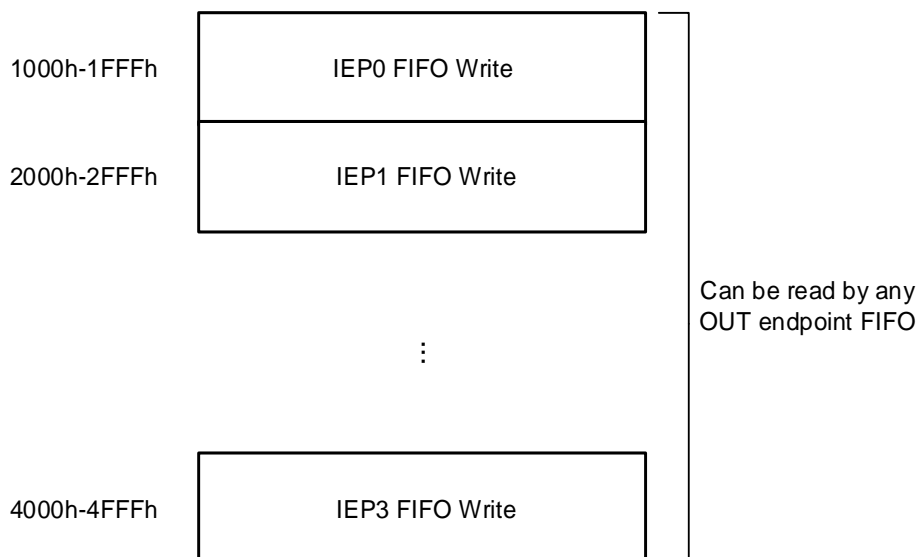 1000h-1FFFh
IEP0 FIFO Write
2000h-2FFFh
IEP1 FIFO Write
Can be read by any
OUT endpoint FIFO
...
4000h-4FFFh
IEP3 FIFO Write